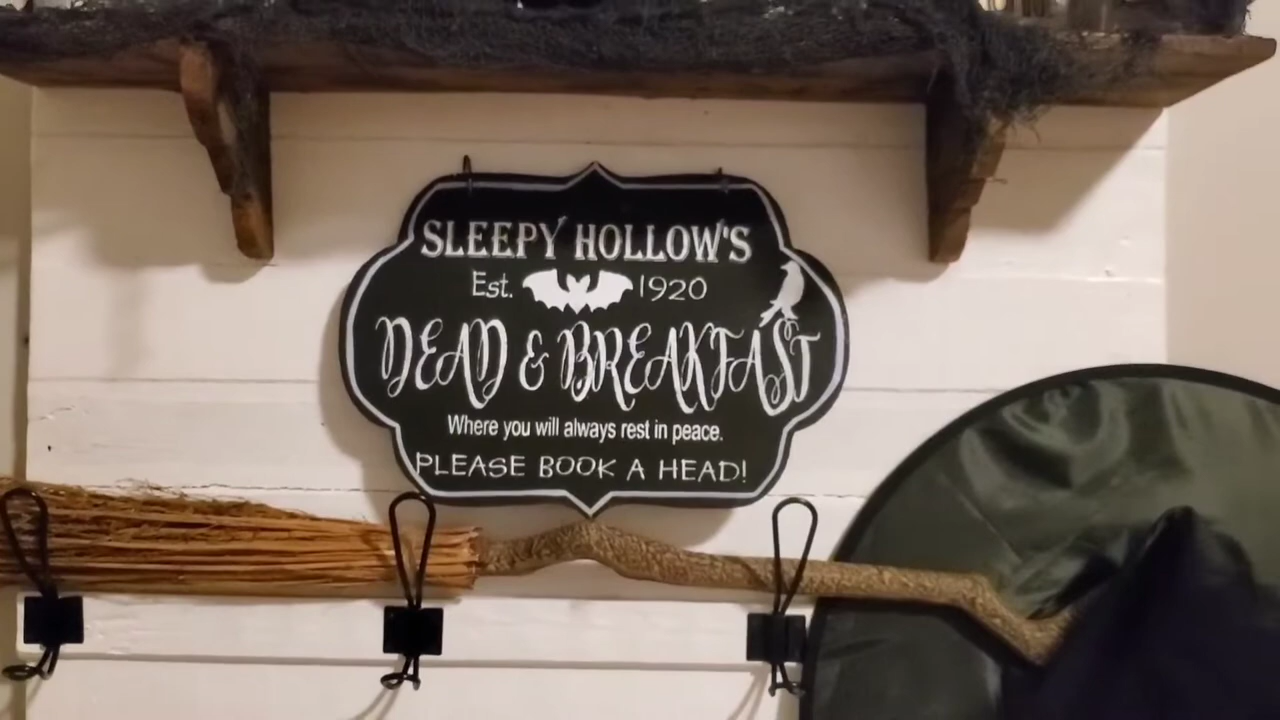 SLEEPY HOLLOW'S
Est. 1920
DEAD & BREAKFAST
Where you will always rest in peace.
PLEASE BOOK A HEAD!